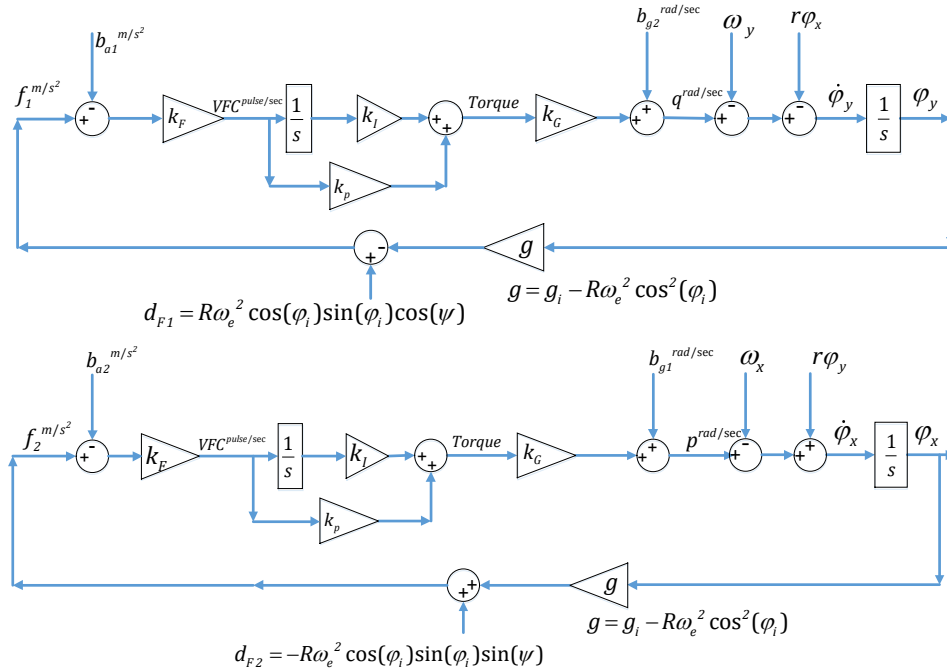 b_{a1}^{m/s^2}
b_{g2}^{rad/sec}
ω_y
rφ_x
f_1^{m/s^2}
- +
k_F
VFC^{pulse/sec}
1/s
k_I
+ +
Torque
k_G
+ +
q^{rad/sec}
+ -
+ -
φ̇_y
1/s
φ_y
k_p
+ -
g
g = g_i − Rω_e^2 cos^2(φ_i)
d_{F1} = Rω_e^2 cos(φ_i)sin(φ_i)cos(ψ)
b_{a2}^{m/s^2}
b_{g1}^{rad/sec}
ω_x
rφ_y
f_2^{m/s^2}
- +
k_F
VFC^{pulse/sec}
1/s
k_I
+ +
Torque
k_G
+ +
p^{rad/sec}
+ -
+ +
φ̇_x
1/s
φ_x
k_p
+ +
g
g = g_i − Rω_e^2 cos^2(φ_i)
d_{F2} = −Rω_e^2 cos(φ_i)sin(φ_i)sin(ψ)